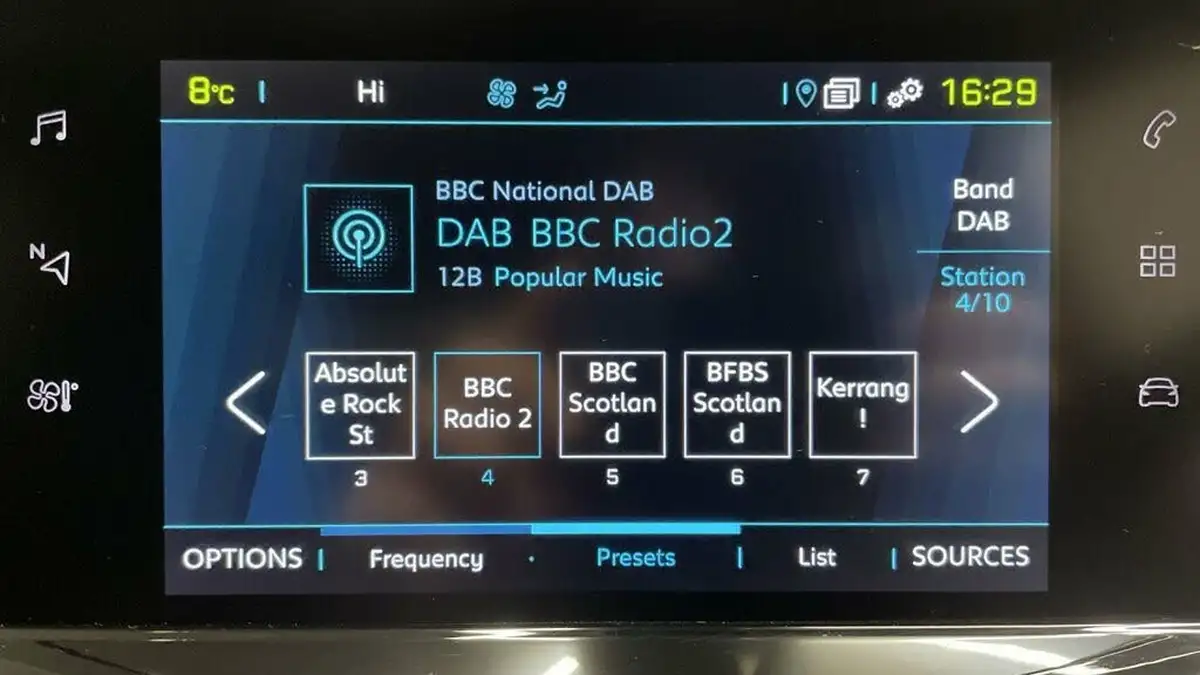 8°C | Hi 16:29
N
BBC National DAB
DAB BBC Radio2
12B Popular Music
Band
DAB
Station
4/10
Absolut
e Rock
St
3
BBC
Radio 2
4
BBC
Scotlan
d
5
BFBS
Scotlan
d
6
Kerrang
!
7
OPTIONS | Frequency · Presets | List | SOURCES